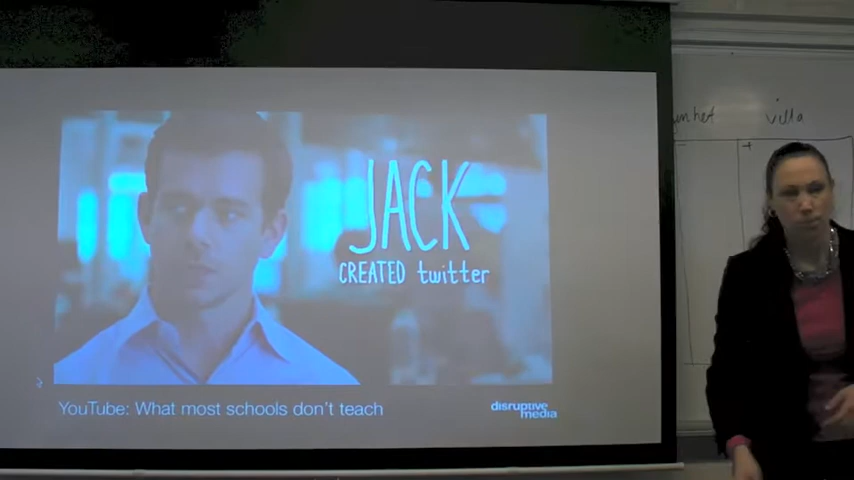 JACK
CREATED twitter
YouTube: What most schools don't teach
disruptive
media
villa